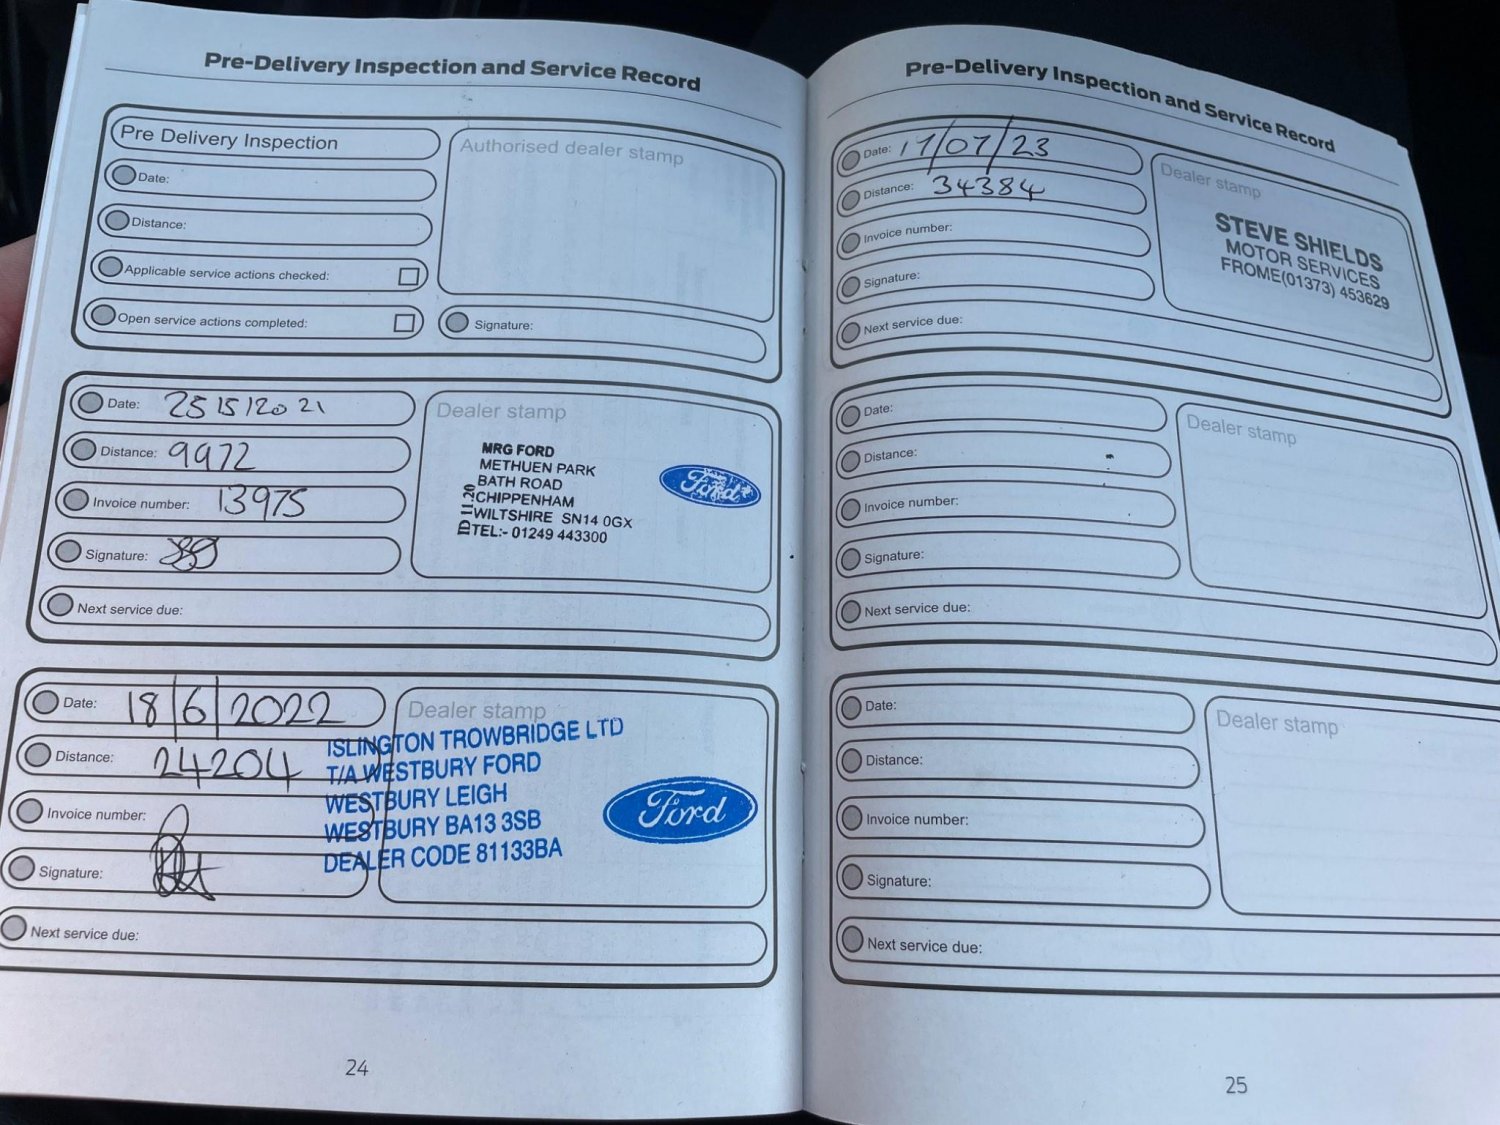 Pre-Delivery Inspection and Service Record
Pre Delivery Inspection
Authorised dealer stamp
Date:
Distance:
Applicable service actions checked:
Open service actions completed:
Signature:
Date: 25/5/2021
Distance: 9972
Invoice number: 13975
Signature:
Next service due:
Dealer stamp
MRG FORD
METHUEN PARK
BATH ROAD
CHIPPENHAM
WILTSHIRE SN14 0GX
TEL:- 01249 443300
ID 11.20
Ford
Date: 18/6/2022
Distance: 24204
Invoice number:
Signature:
Next service due:
Dealer stamp
ISLINGTON TROWBRIDGE LTD
T/A WESTBURY FORD
WESTBURY LEIGH
WESTBURY BA13 3SB
DEALER CODE 81133BA
Ford
24
Pre-Delivery Inspection and Service Record
Date: 17/07/23
Distance: 34384
Invoice number:
Signature:
Next service due:
Dealer stamp
STEVE SHIELDS
MOTOR SERVICES
FROME(01373) 453629
Date:
Distance:
Invoice number:
Signature:
Next service due:
Dealer stamp
Date:
Distance:
Invoice number:
Signature:
Next service due:
Dealer stamp
25